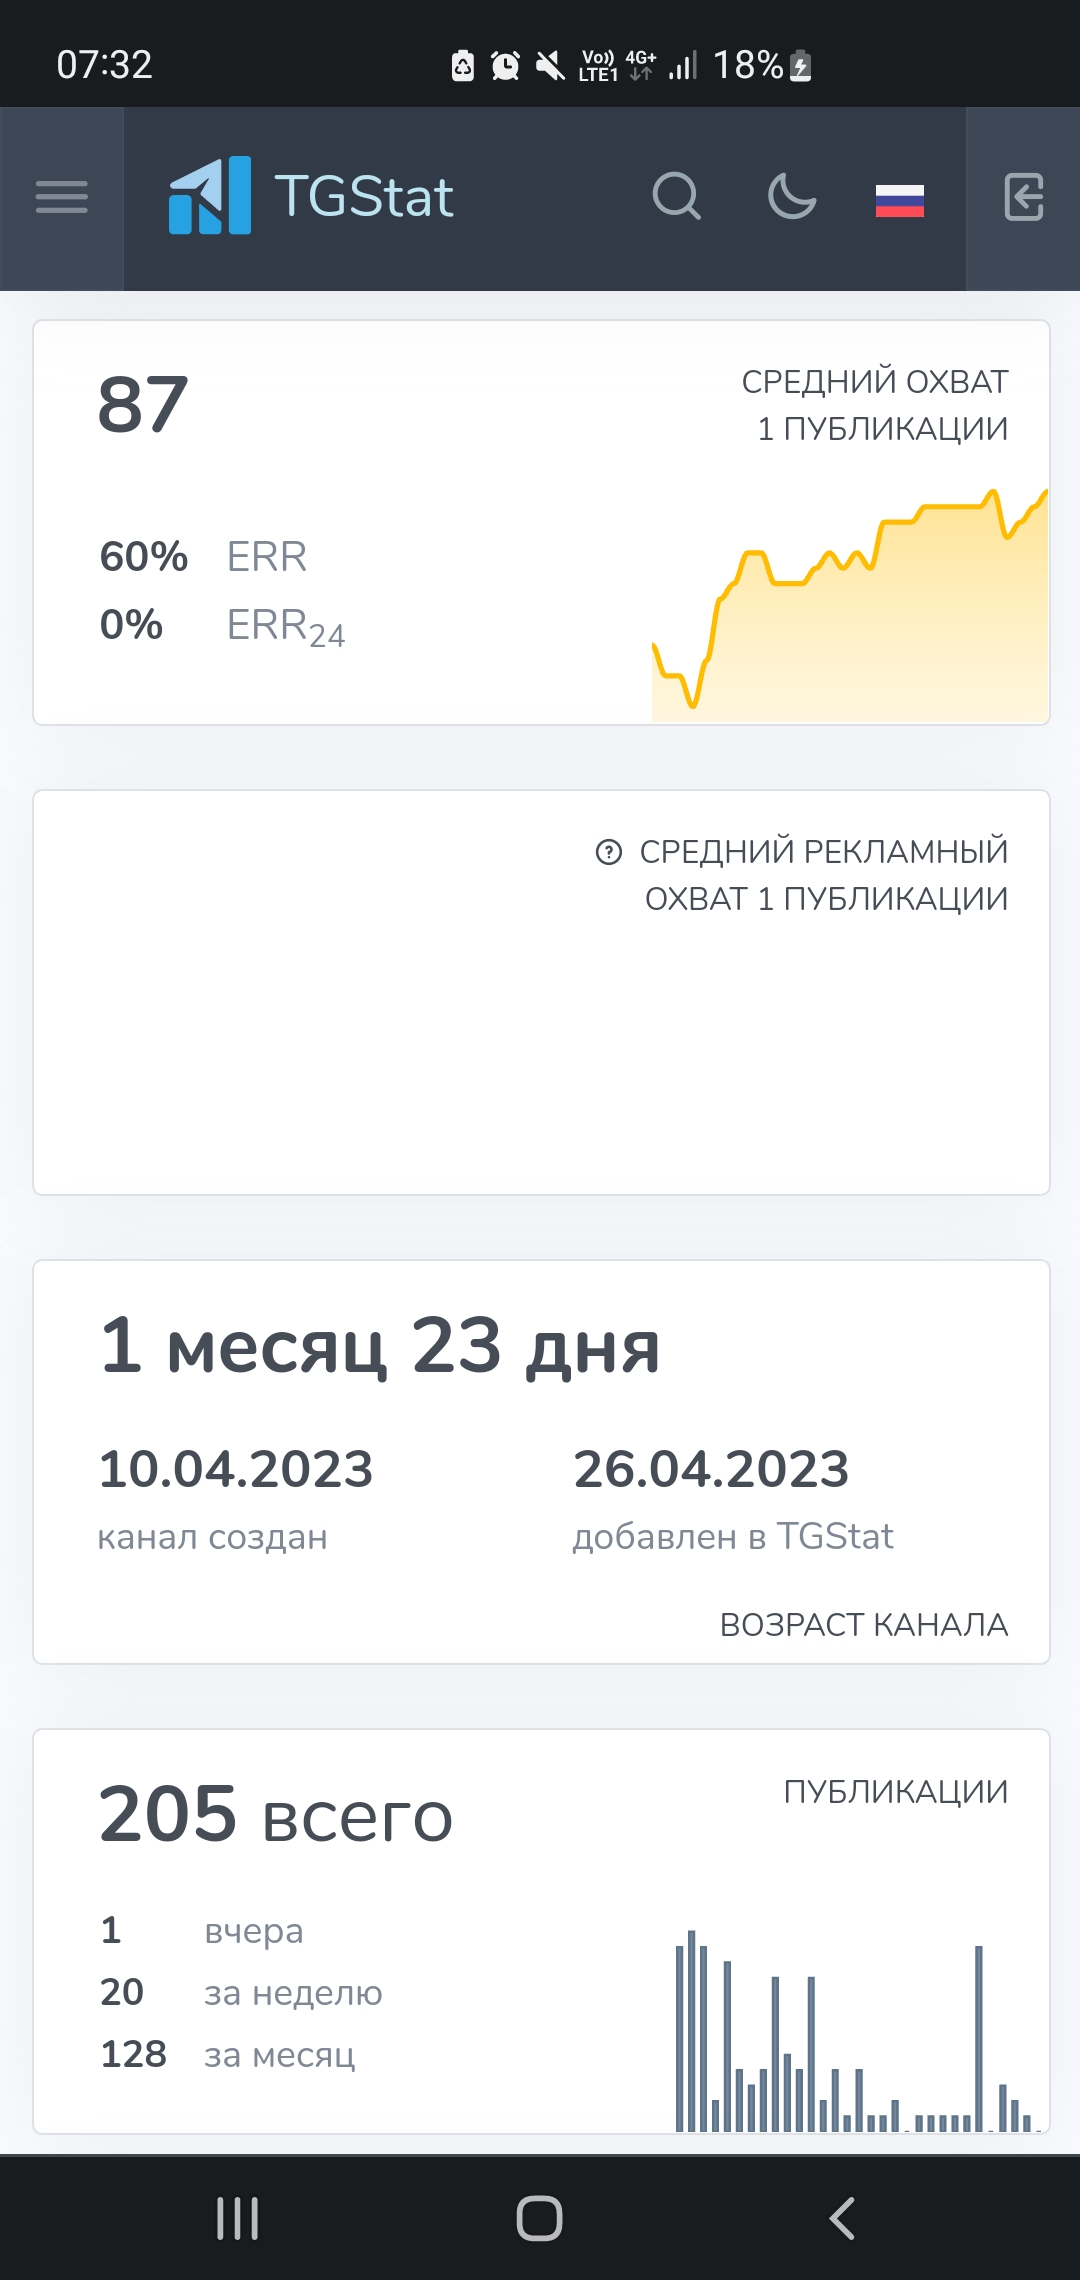 07:32
Vo)) LTE1 4G+ 18%
TGStat
87
СРЕДНИЙ ОХВАТ
1 ПУБЛИКАЦИИ
60% ERR
0% ERR24
СРЕДНИЙ РЕКЛАМНЫЙ
ОХВАТ 1 ПУБЛИКАЦИИ
1 месяц 23 дня
10.04.2023 26.04.2023
канал создан добавлен в TGStat
ВОЗРАСТ КАНАЛА
205 всего
ПУБЛИКАЦИИ
1 вчера
20 за неделю
128 за месяц